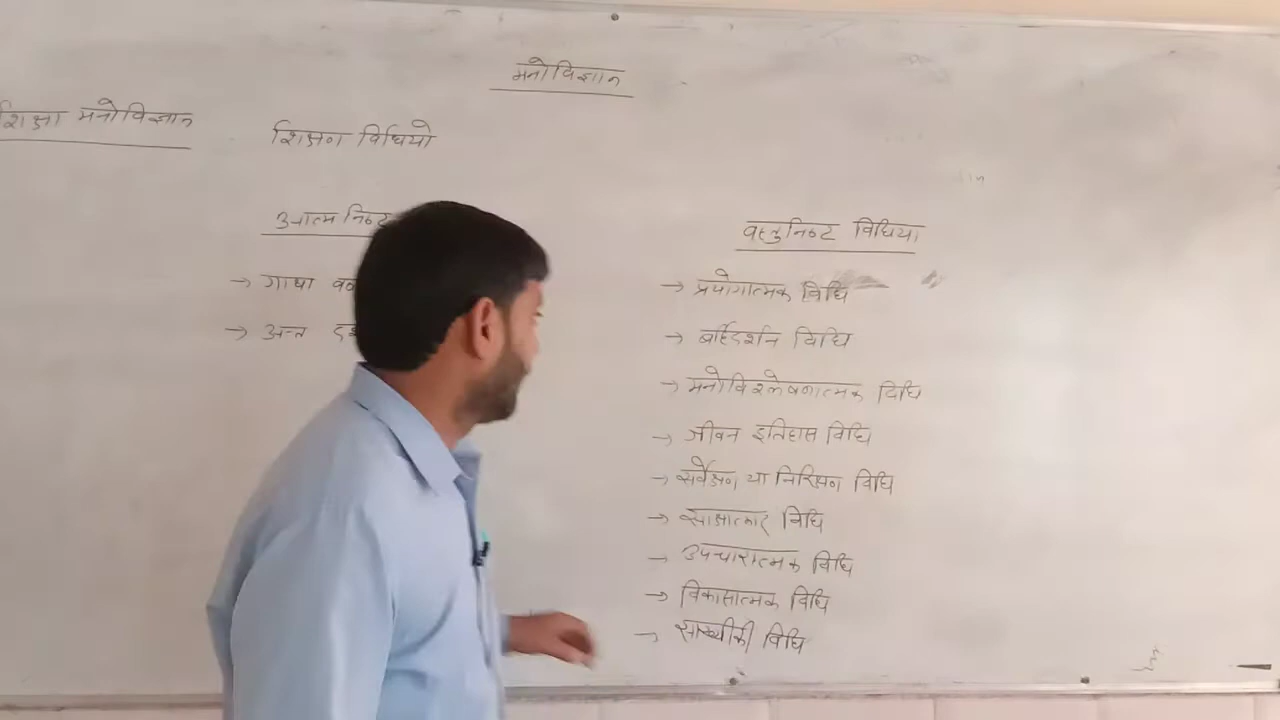 मनोविज्ञान
शिक्षा मनोविज्ञान
शिक्षण विधियो
आत्म निष्ठ
→ गाथा
→ अन्त
वस्तुनिष्ट विधिया
→ प्रयोगात्मक विधि
→ बर्हिदर्शन विधि
→ मनोविश्लेषणात्मक विधि
→ जीवन इतिहास विधि
→ सर्वेक्षण या निरिक्षण विधि
→ साक्षात्कार विधि
→ उपचारात्मक विधि
→ विकासात्मक विधि
→ साख्यीकी विधि